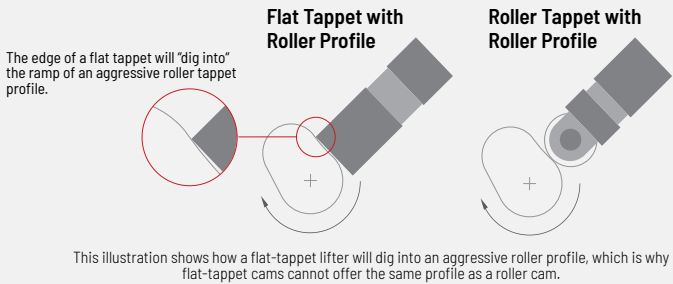 Flat Tappet with
Roller Profile
Roller Tappet with
Roller Profile
The edge of a flat tappet will “dig into”
the ramp of an aggressive roller tappet
profile.
This illustration shows how a flat-tappet lifter will dig into an aggressive roller profile, which is why
flat-tappet cams cannot offer the same profile as a roller cam.